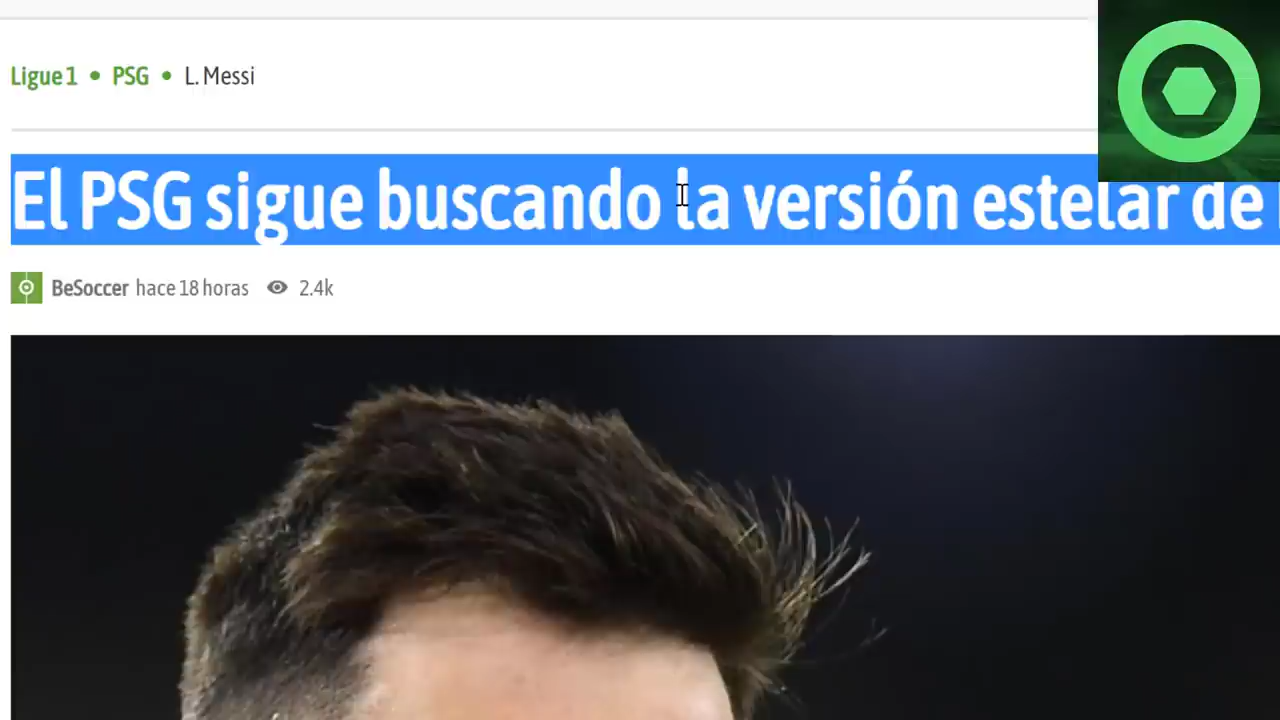 Ligue 1 • PSG • L. Messi
El PSG sigue buscando la versión estelar de
BeSoccer hace 18 horas 2.4k